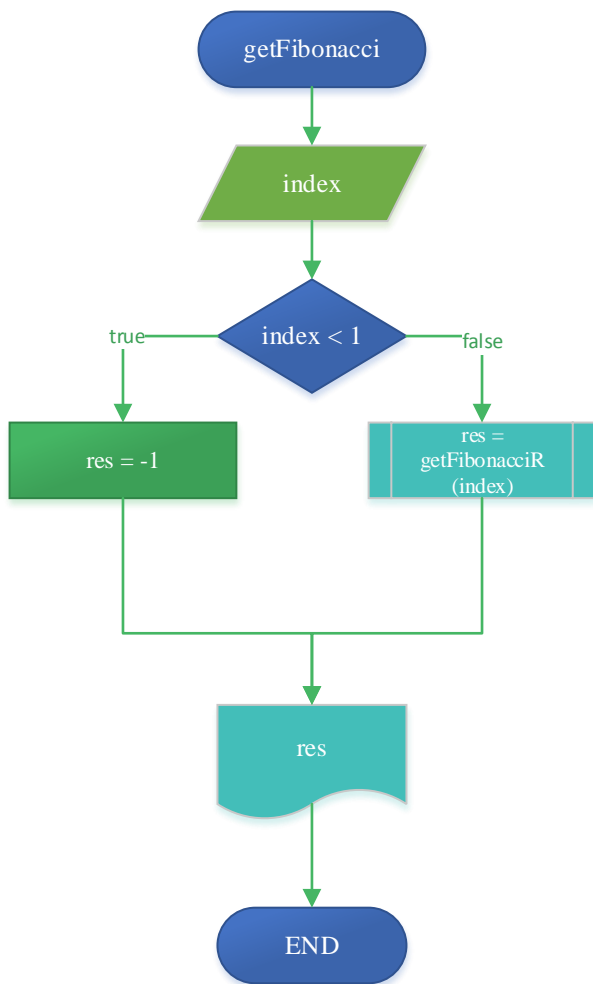 getFibonacci
index
index < 1
true
false
res = -1
res =
getFibonacciR
(index)
res
END